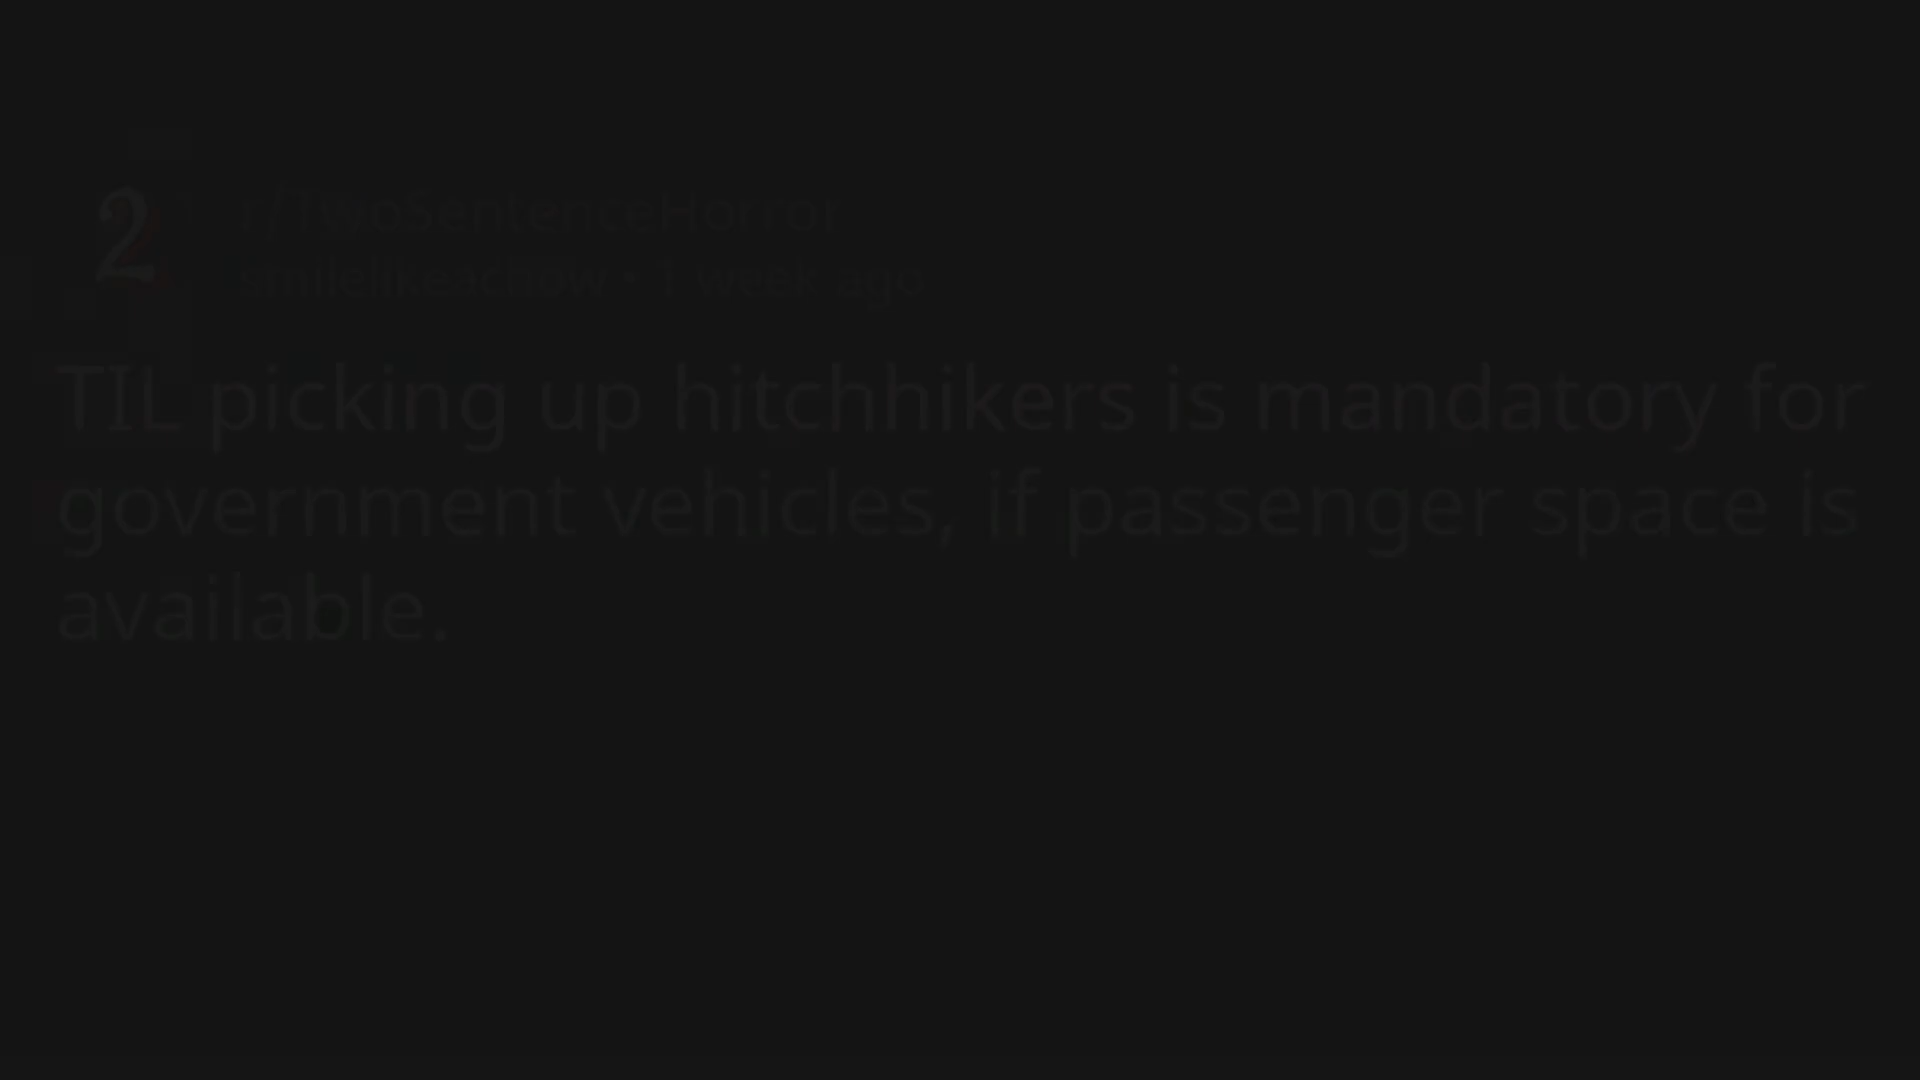 2
r/TwoSentenceHorror
smilelikeachow • 1 week ago
TIL picking up hitchhikers is mandatory for
government vehicles, if passenger space is
available.